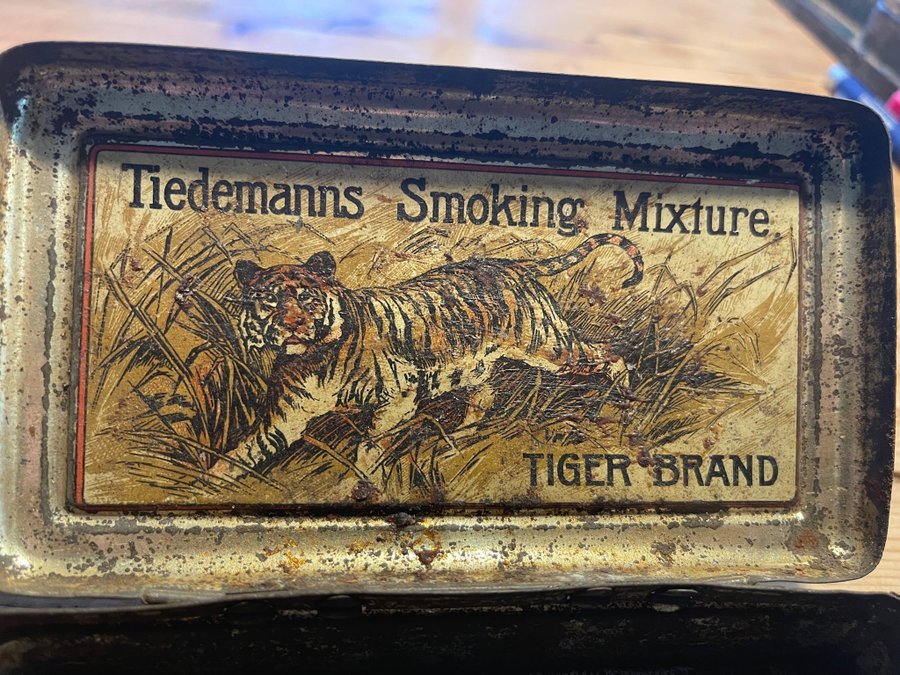 Tiedemanns Smoking Mixture.
TIGER BRAND